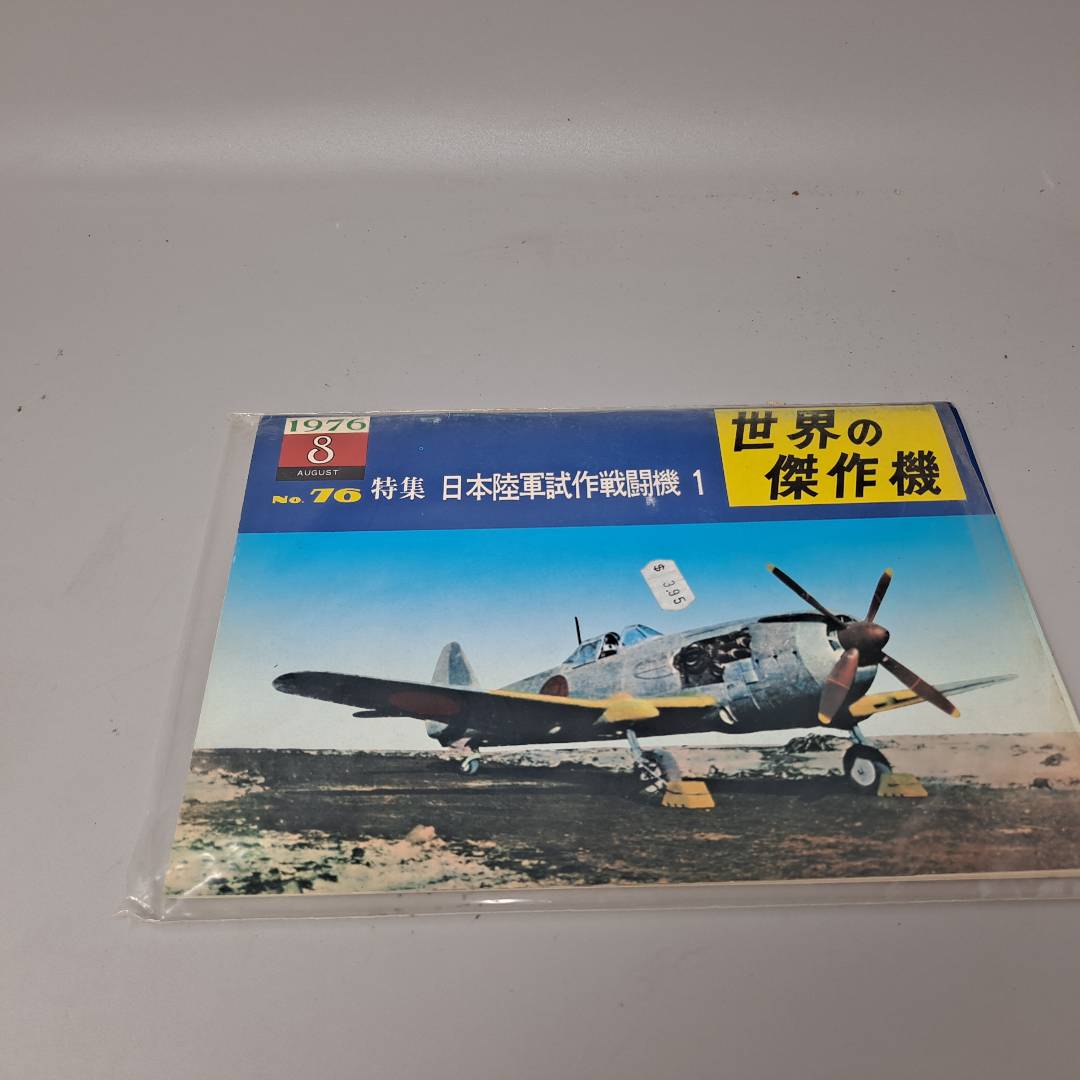 1976
8
AUGUST
No. 76 特集 日本陸軍試作戦闘機 1
世界の
傑作機
$ 3.95